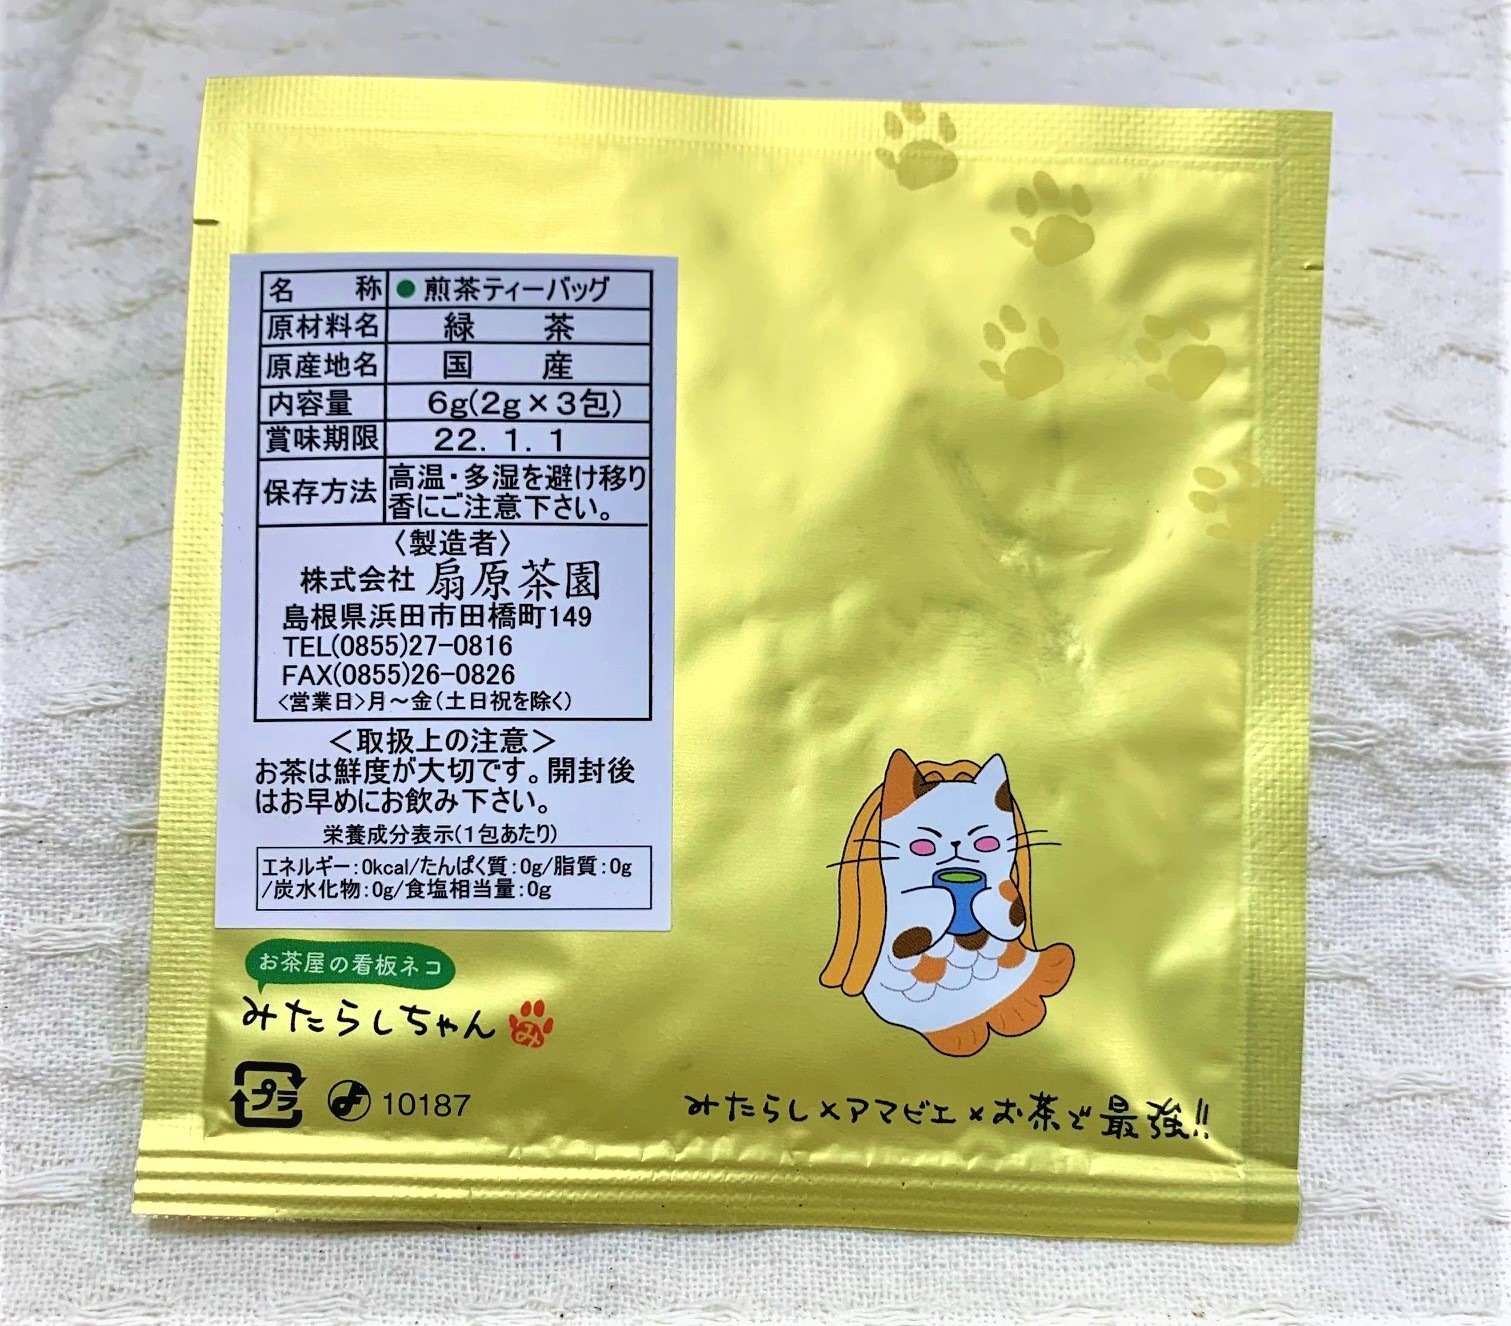 名　称 ●煎茶ティーバッグ
原材料名 緑　茶
原産地名 国　産
内容量 6g(2g×3包)
賞味期限 22. 1. 1
保存方法 高温・多湿を避け移り
香にご注意下さい。
〈製造者〉
株式会社 扇原茶園
島根県浜田市田橋町149
TEL(0855)27-0816
FAX(0855)26-0826
<営業日>月～金(土日祝を除く)
＜取扱上の注意＞
お茶は鮮度が大切です。開封後
はお早めにお飲み下さい。
栄養成分表示(1包あたり)
エネルギー:0kcal/たんぱく質:0g/脂質:0g
/炭水化物:0g/食塩相当量:0g
お茶屋の看板ネコ
みたらしちゃん み
プラ 10187
みたらし×アマビエ×お茶で最強!!